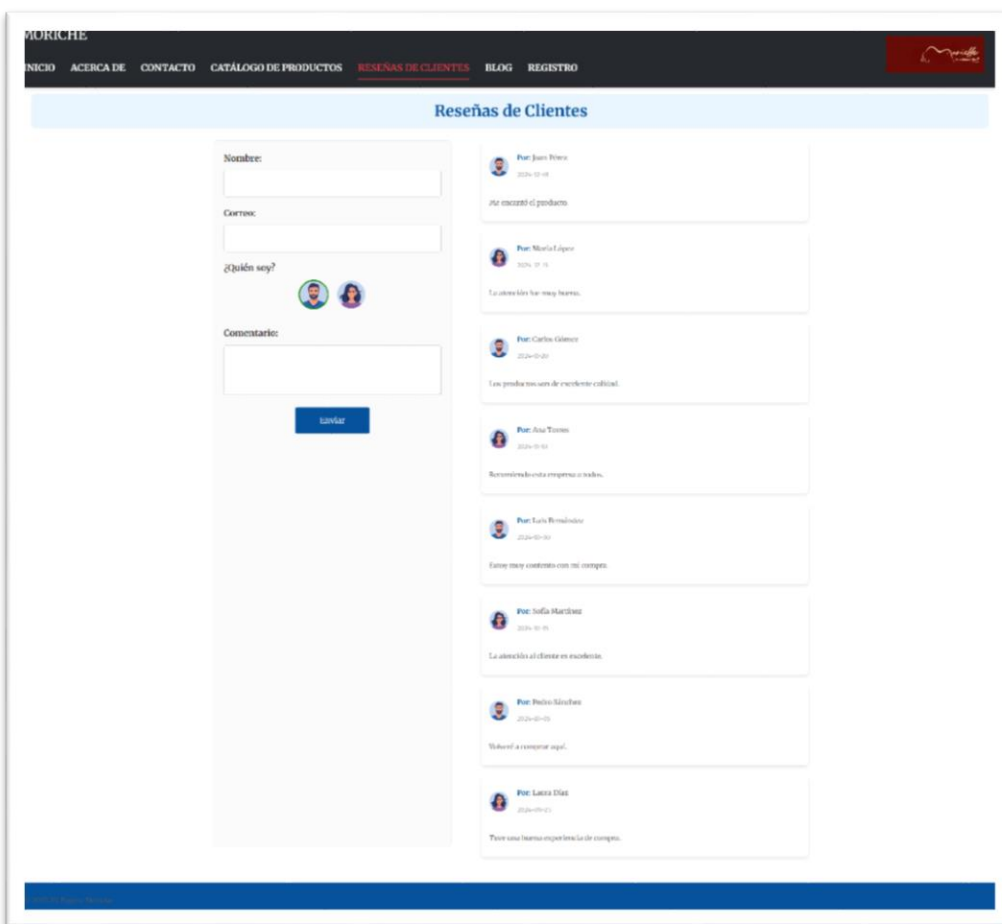 MORICHE
INICIO ACERCA DE CONTACTO CATÁLOGO DE PRODUCTOS RESEÑAS DE CLIENTES BLOG REGISTRO
Reseñas de Clientes
Nombre:
Correo:
¿Quién soy?
Comentario:
Enviar
Por: Juan Pérez
¡Me encantó el producto.
Por: María López
La atención fue muy buena.
Por: Carlos Gómez
Los productos son de excelente calidad.
Por: Ana Torres
Recomiendo esta empresa a todos.
Por: Luis Fernández
Estoy muy contento con mi compra.
Por: Sofía Martínez
La atención al cliente es excelente.
Por: Pedro Sánchez
Volveré a comprar aquí.
Por: Laura Díaz
Tuve una buena experiencia de compra.